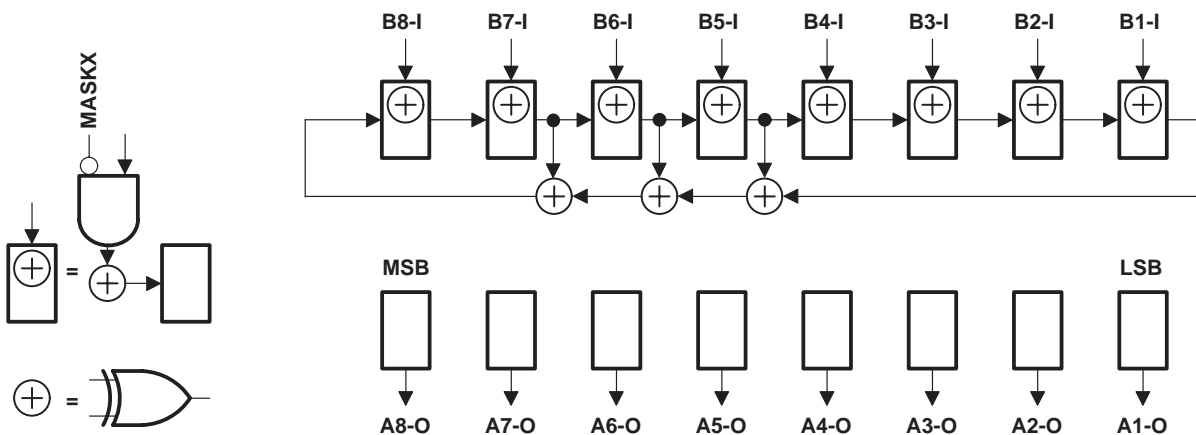 B8-I B7-I B6-I B5-I B4-I B3-I B2-I B1-I
MASKX
=
MSB LSB
=
A8-O A7-O A6-O A5-O A4-O A3-O A2-O A1-O